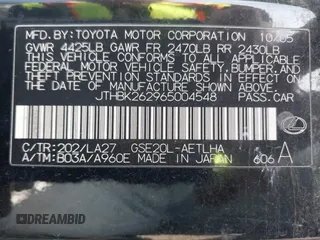 MFD.BY: TOYOTA MOTOR CORPORATION 10/05
GVWR 4425LB GAWR FR 2470LB RR 2430LB
THIS VEHICLE CONFORMS TO ALL APPLICABLE
FEDERAL MOTOR VEHICLE SAFETY, BUMPER, AND
THEFT PREVENTION STANDARDS IN EFFECT ON
THE DATE OF MANUFACTURE SHOWN ABOVE.
JTHBK262965004548 PASSENGER CAR
C/TR: 202/LA27 GSE20L-AETLHA
A/TM: B03A/A960E MADE IN JAPAN 606 A
DREAMBID